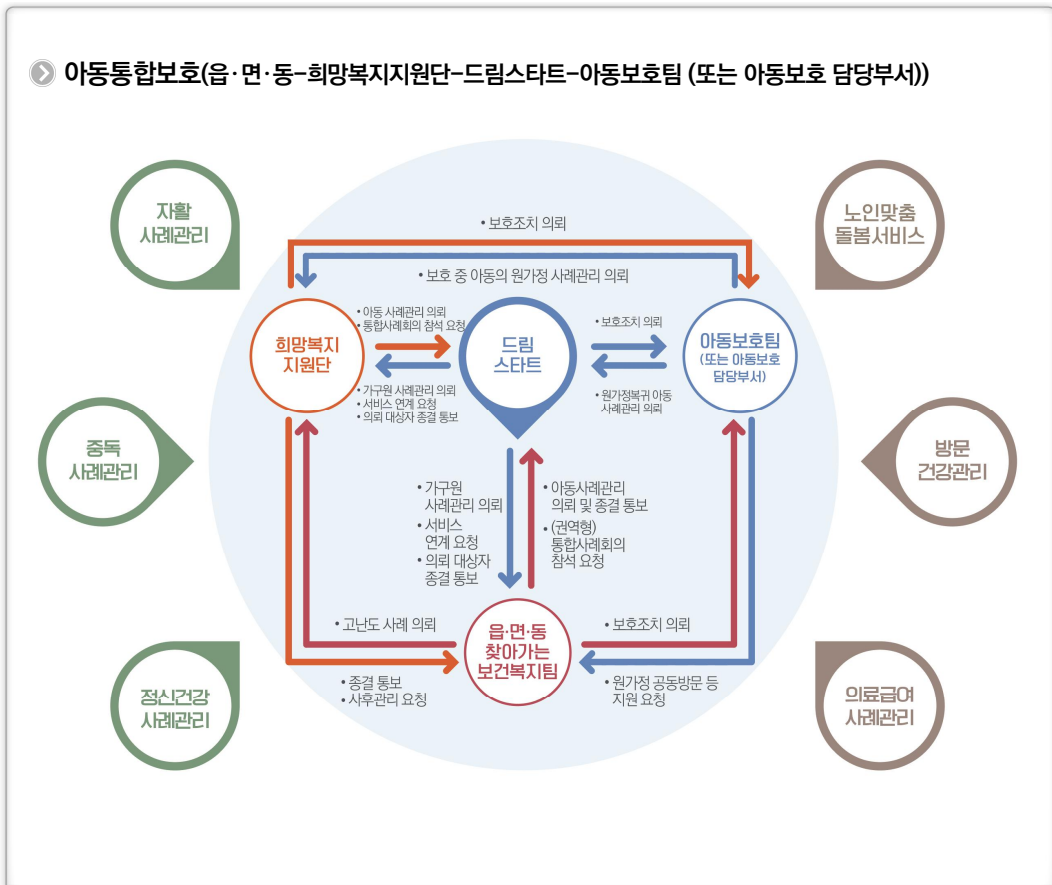 아동통합보호(읍·면·동-희망복지지원단-드림스타트-아동보호팀 (또는 아동보호 담당부서))
자활
사례관리
노인맞춤
돌봄서비스
• 보호조치 의뢰
• 보호 중 아동의 원가정 사례관리 의뢰
희망복지
지원단
• 아동 사례관리 의뢰
• 통합사례회의 참석 요청
• 가구원 사례관리 의뢰
• 서비스 연계 요청
• 의뢰 대상자 종결 통보
드림
스타트
• 보호조치 의뢰
• 원가정복귀 아동
사례관리 의뢰
아동보호팀
(또는 아동보호
담당부서)
중독
사례관리
방문
건강관리
• 가구원
사례관리 의뢰
• 서비스
연계 요청
• 의뢰 대상자
종결 통보
• 아동사례관리
의뢰 및 종결 통보
• (권역형)
통합사례회의
참석 요청
• 고난도 사례 의뢰
• 종결 통보
• 사후관리 요청
읍·면·동
찾아가는
보건복지팀
• 보호조치 의뢰
• 원가정 공동방문 등
지원 요청
정신건강
사례관리
의료급여
사례관리